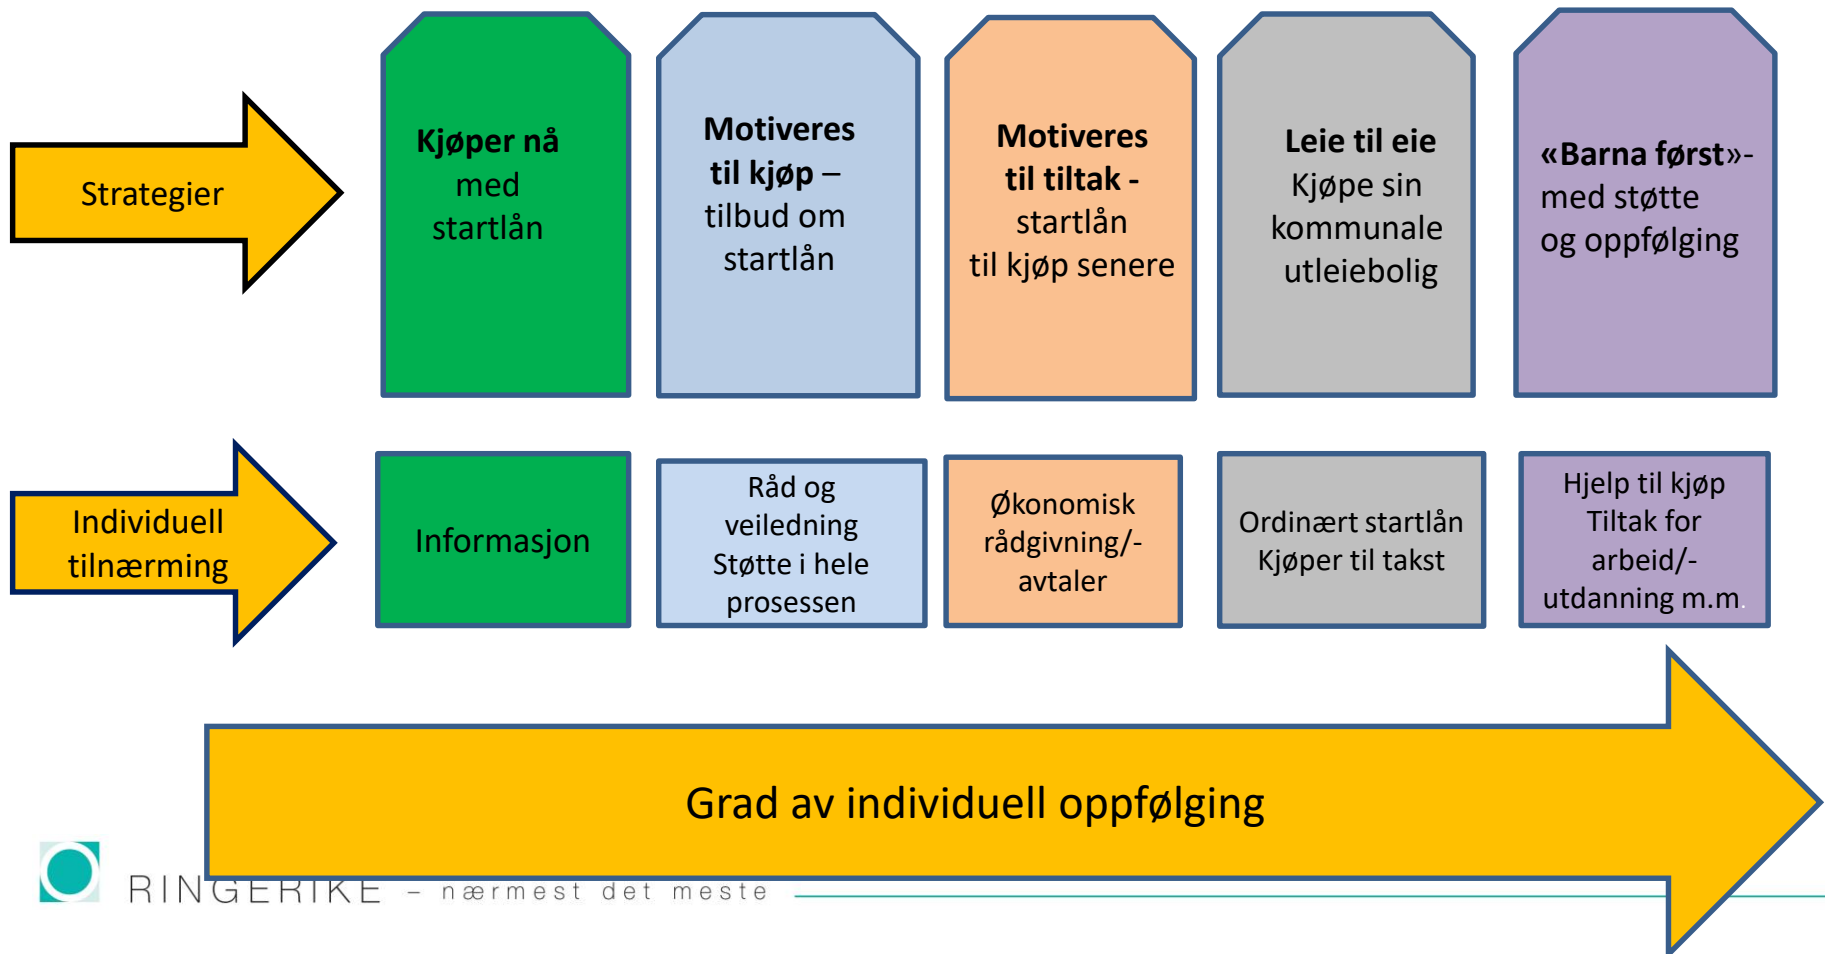 Strategier
Kjøper nå
med
startlån
Motiveres
til kjøp –
tilbud om
startlån
Motiveres
til tiltak -
startlån
til kjøp senere
Leie til eie
Kjøpe sin
kommunale
utleiebolig
«Barna først»-
med støtte
og oppfølging
Individuell
tilnærming
Informasjon
Råd og
veiledning
Støtte i hele
prosessen
Økonomisk
rådgivning/-
avtaler
Ordinært startlån
Kjøper til takst
Hjelp til kjøp
Tiltak for
arbeid/-
utdanning m.m.
Grad av individuell oppfølging
RINGERIKE – nærmest det meste